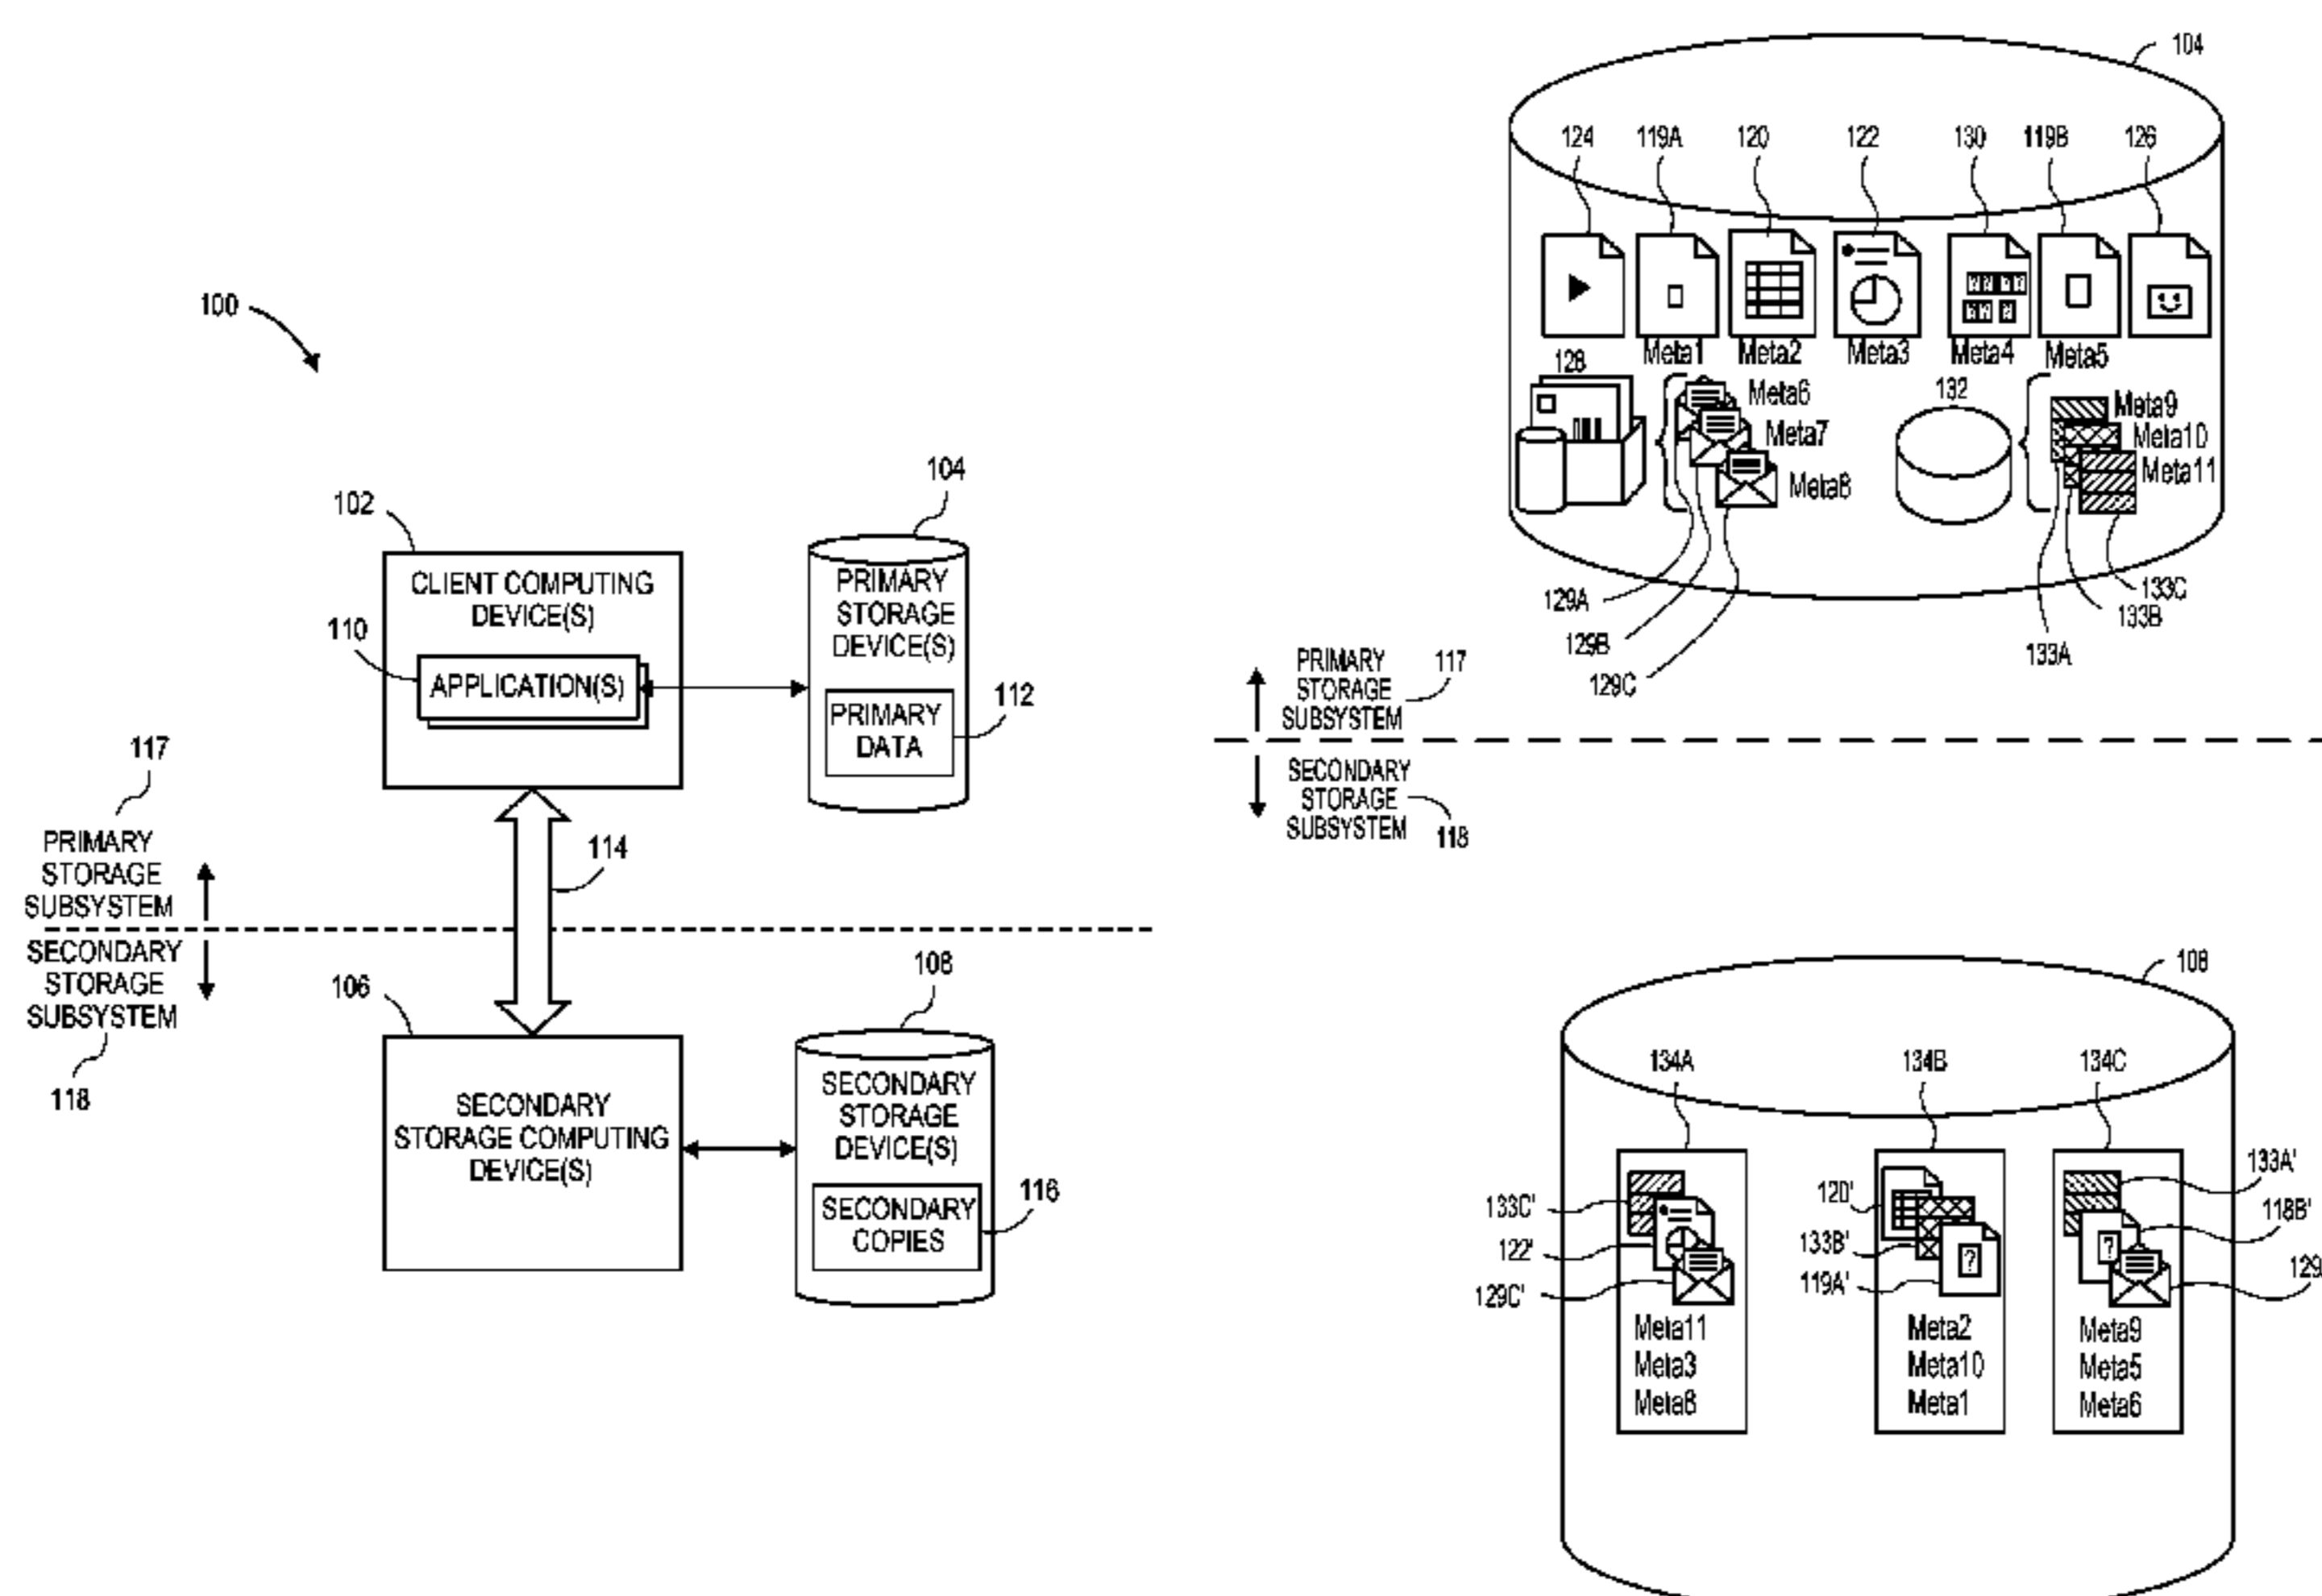 100
102
CLIENT COMPUTING
DEVICE(S)
110
APPLICATION(S)
104
PRIMARY
STORAGE
DEVICE(S)
PRIMARY
DATA
112
117
PRIMARY
STORAGE
SUBSYSTEM
114
SECONDARY
STORAGE
SUBSYSTEM
118
106
SECONDARY
STORAGE COMPUTING
DEVICE(S)
108
SECONDARY
STORAGE
DEVICE(S)
SECONDARY
COPIES
116
104
124 119A 120 122 130 119B 126
Meta1 Meta2 Meta3 Meta4 Meta5
128
Meta6
Meta7
Meta8
132
Meta9
Meta10
Meta11
129A
129B
129C
133A
133B
133C
PRIMARY
STORAGE
SUBSYSTEM
117
SECONDARY
STORAGE
SUBSYSTEM
118
108
134A 134B 134C
133C'
122'
129C'
Meta11
Meta3
Meta8
120'
133B'
119A'
?
Meta2
Meta10
Meta1
133A'
118B'
129
?
Meta9
Meta5
Meta6